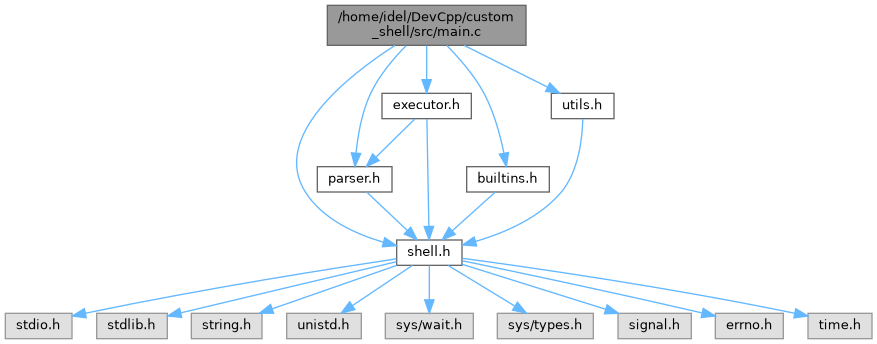 /home/idel/DevCpp/custom
_shell/src/main.c
executor.h
utils.h
parser.h
builtins.h
shell.h
stdio.h
stdlib.h
string.h
unistd.h
sys/wait.h
sys/types.h
signal.h
errno.h
time.h